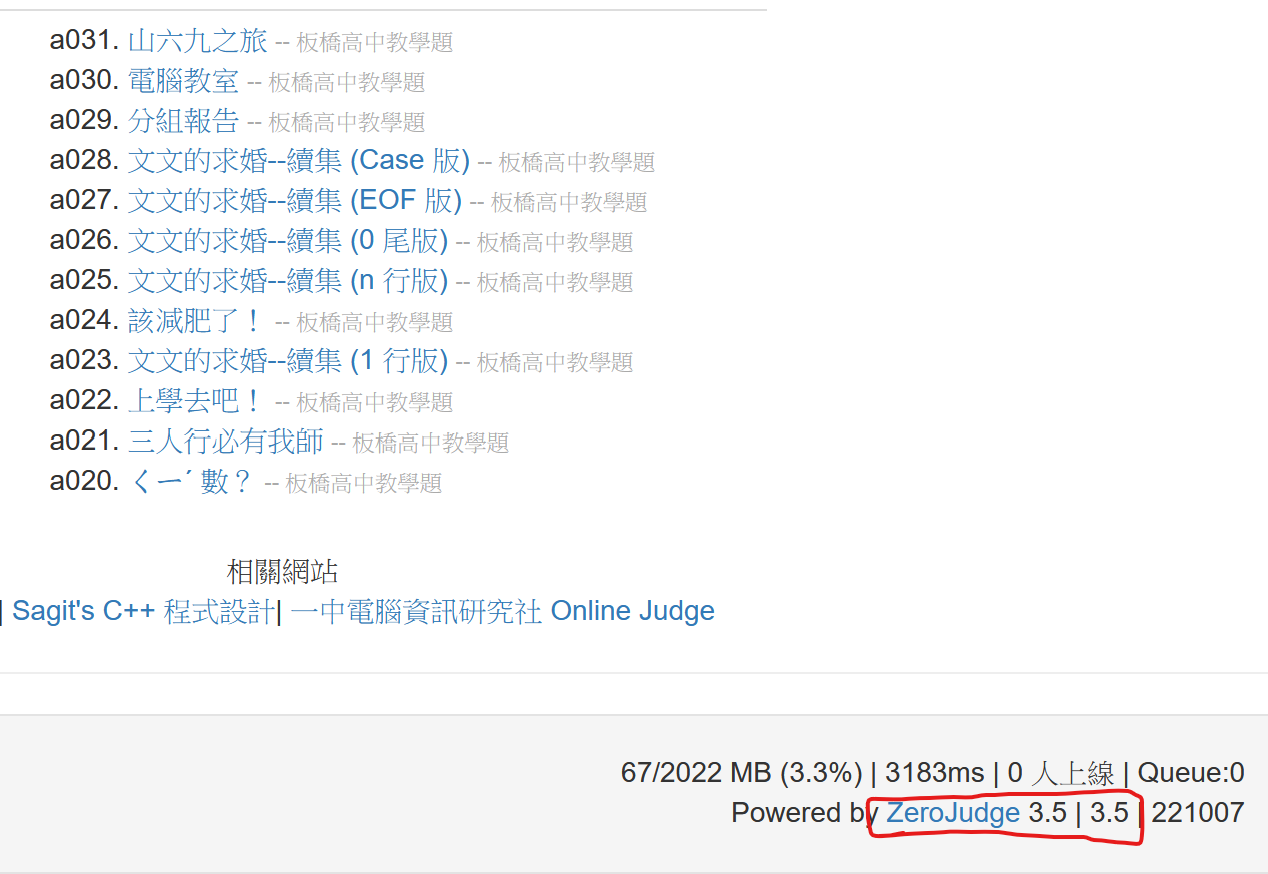 a031. 山六九之旅 -- 板橋高中教學題
a030. 電腦教室 -- 板橋高中教學題
a029. 分組報告 -- 板橋高中教學題
a028. 文文的求婚--續集 (Case 版) -- 板橋高中教學題
a027. 文文的求婚--續集 (EOF 版) -- 板橋高中教學題
a026. 文文的求婚--續集 (0 尾版) -- 板橋高中教學題
a025. 文文的求婚--續集 (n 行版) -- 板橋高中教學題
a024. 該減肥了！ -- 板橋高中教學題
a023. 文文的求婚--續集 (1 行版) -- 板橋高中教學題
a022. 上學去吧！ -- 板橋高中教學題
a021. 三人行必有我師 -- 板橋高中教學題
a020. ㄑㄧˊ數？ -- 板橋高中教學題
相關網站
| Sagit's C++ 程式設計| 一中電腦資訊研究社 Online Judge
67/2022 MB (3.3%) | 3183ms | 0 人上線 | Queue:0
Powered by ZeroJudge 3.5 | 3.5 | 221007